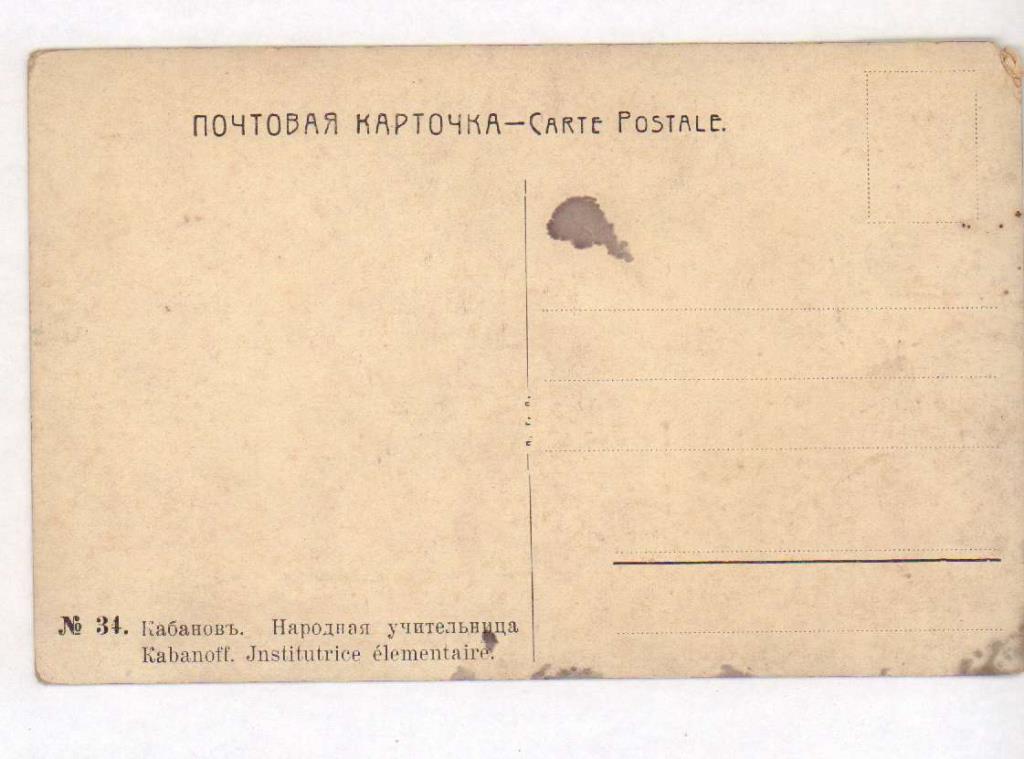 ПОЧТОВАЯ КАРТОЧКА—CARTE POSTALE.
№ 34. Кабановъ. Народная учительница
Kabanoff. Jnstitutrice élementaire.